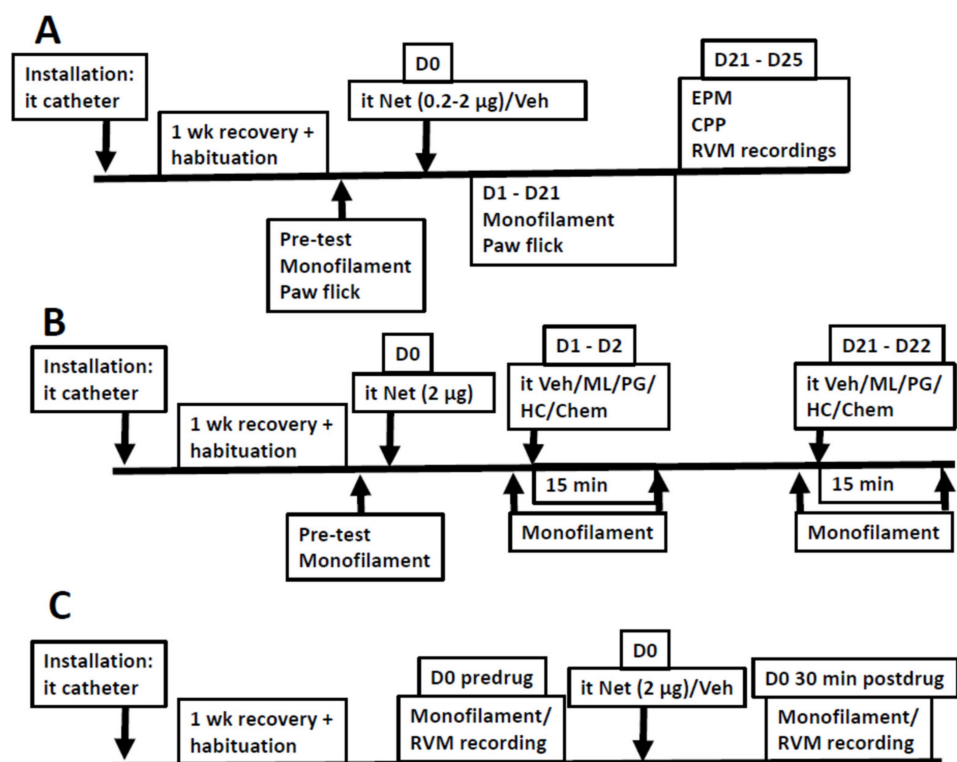 A
Installation:
it catheter
1 wk recovery +
habituation
Pre-test
Monofilament
Paw flick
D0
it Net (0.2-2 µg)/Veh
D1 - D21
Monofilament
Paw flick
D21 - D25
EPM
CPP
RVM recordings
B
Installation:
it catheter
1 wk recovery +
habituation
Pre-test
Monofilament
D0
it Net (2 µg)
D1 - D2
it Veh/ML/PG/
HC/Chem
15 min
Monofilament
D21 - D22
it Veh/ML/PG/
HC/Chem
15 min
Monofilament
C
Installation:
it catheter
1 wk recovery +
habituation
D0 predrug
Monofilament/
RVM recording
D0
it Net (2 µg)/Veh
D0 30 min postdrug
Monofilament/
RVM recording